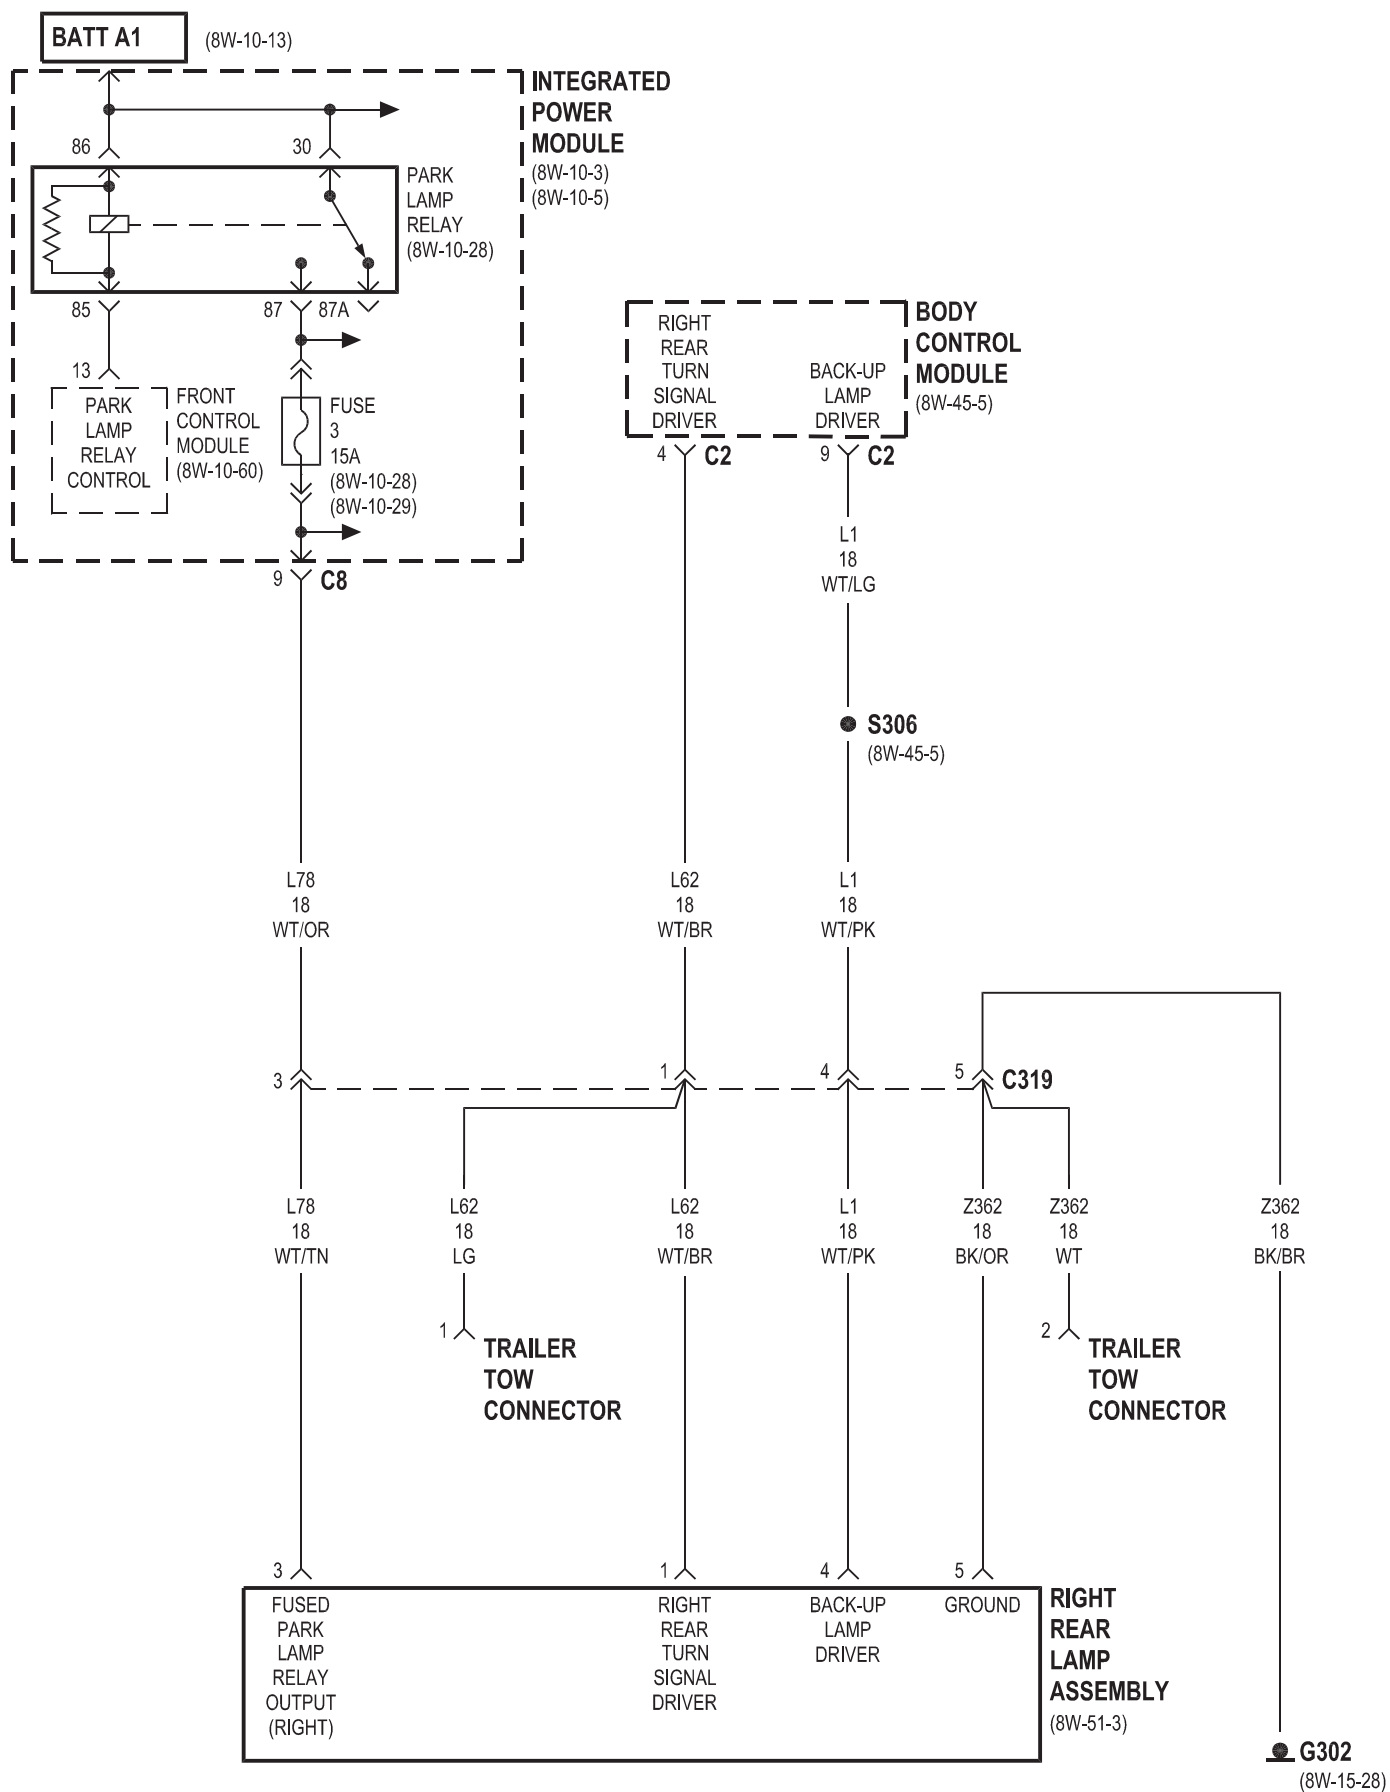 BATT A1
(8W-10-13)
INTEGRATED
POWER
MODULE
(8W-10-3)
(8W-10-5)
86
30
PARK
LAMP
RELAY
(8W-10-28)
85
87
87A
13
PARK
LAMP
RELAY
CONTROL
FRONT
CONTROL
MODULE
(8W-10-60)
FUSE
3
15A
(8W-10-28)
(8W-10-29)
9
C8
RIGHT
REAR
TURN
SIGNAL
DRIVER
BACK-UP
LAMP
DRIVER
BODY
CONTROL
MODULE
(8W-45-5)
4
C2
9
C2
L1
18
WT/LG
S306
(8W-45-5)
L78
18
WT/OR
L62
18
WT/BR
L1
18
WT/PK
3
1
4
5
C319
L78
18
WT/TN
L62
18
LG
L62
18
WT/BR
L1
18
WT/PK
Z362
18
BK/OR
Z362
18
WT
Z362
18
BK/BR
1
TRAILER
TOW
CONNECTOR
2
TRAILER
TOW
CONNECTOR
3
1
4
5
FUSED
PARK
LAMP
RELAY
OUTPUT
(RIGHT)
RIGHT
REAR
TURN
SIGNAL
DRIVER
BACK-UP
LAMP
DRIVER
GROUND
RIGHT
REAR
LAMP
ASSEMBLY
(8W-51-3)
G302
(8W-15-28)